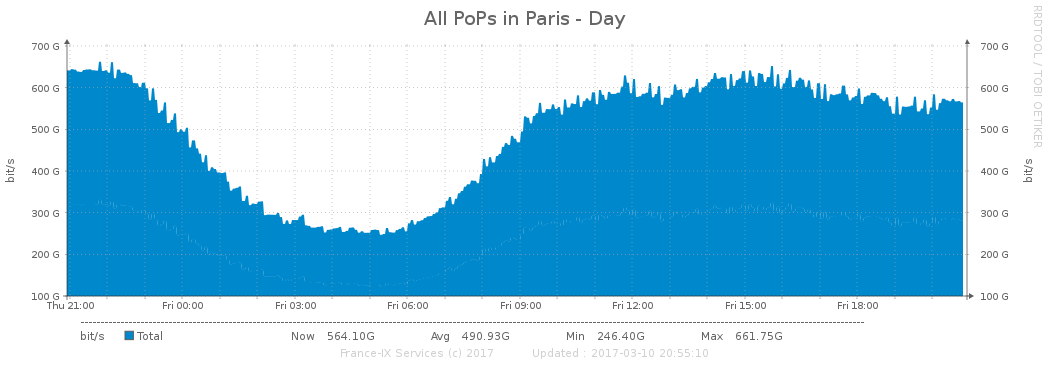 All PoPs in Paris - Day
RRDTOOL / TOBI OETIKER
700 G 700 G
600 G 600 G
500 G 500 G
400 G 400 G
300 G 300 G
200 G 200 G
100 G 100 G
bit/s
bit/s
Thu 21:00 Fri 00:00 Fri 03:00 Fri 06:00 Fri 09:00 Fri 12:00 Fri 15:00 Fri 18:00
bit/s Total Now 564.10G Avg 490.93G Min 246.40G Max 661.75G
France-IX Services (c) 2017 Updated : 2017-03-10 20:55:10